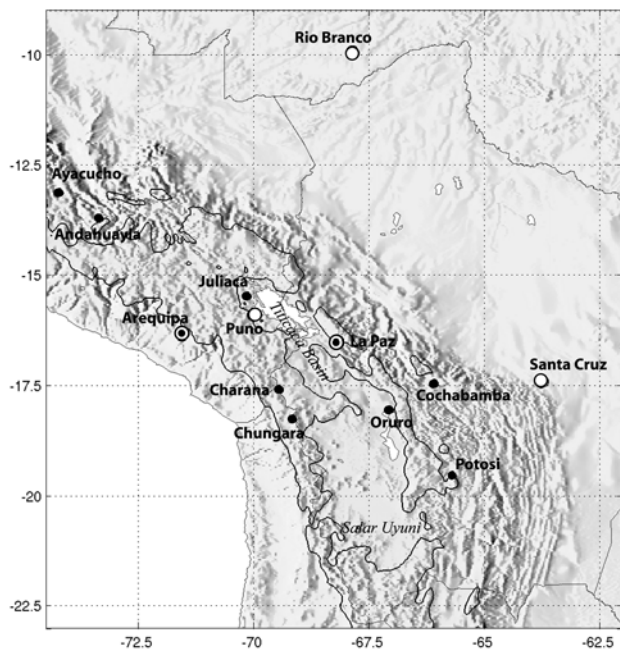 Rio Branco
-10
-12.5
Ayacucho
Andahuayla
-15
Juliaca
Titicaca Basin
Arequipa
Puno
La Paz
Santa Cruz
-17.5
Charana
Cochabamba
Chungara
Oruro
Potosi
-20
Salar Uyuni
-22.5
-72.5
-70
-67.5
-65
-62.5